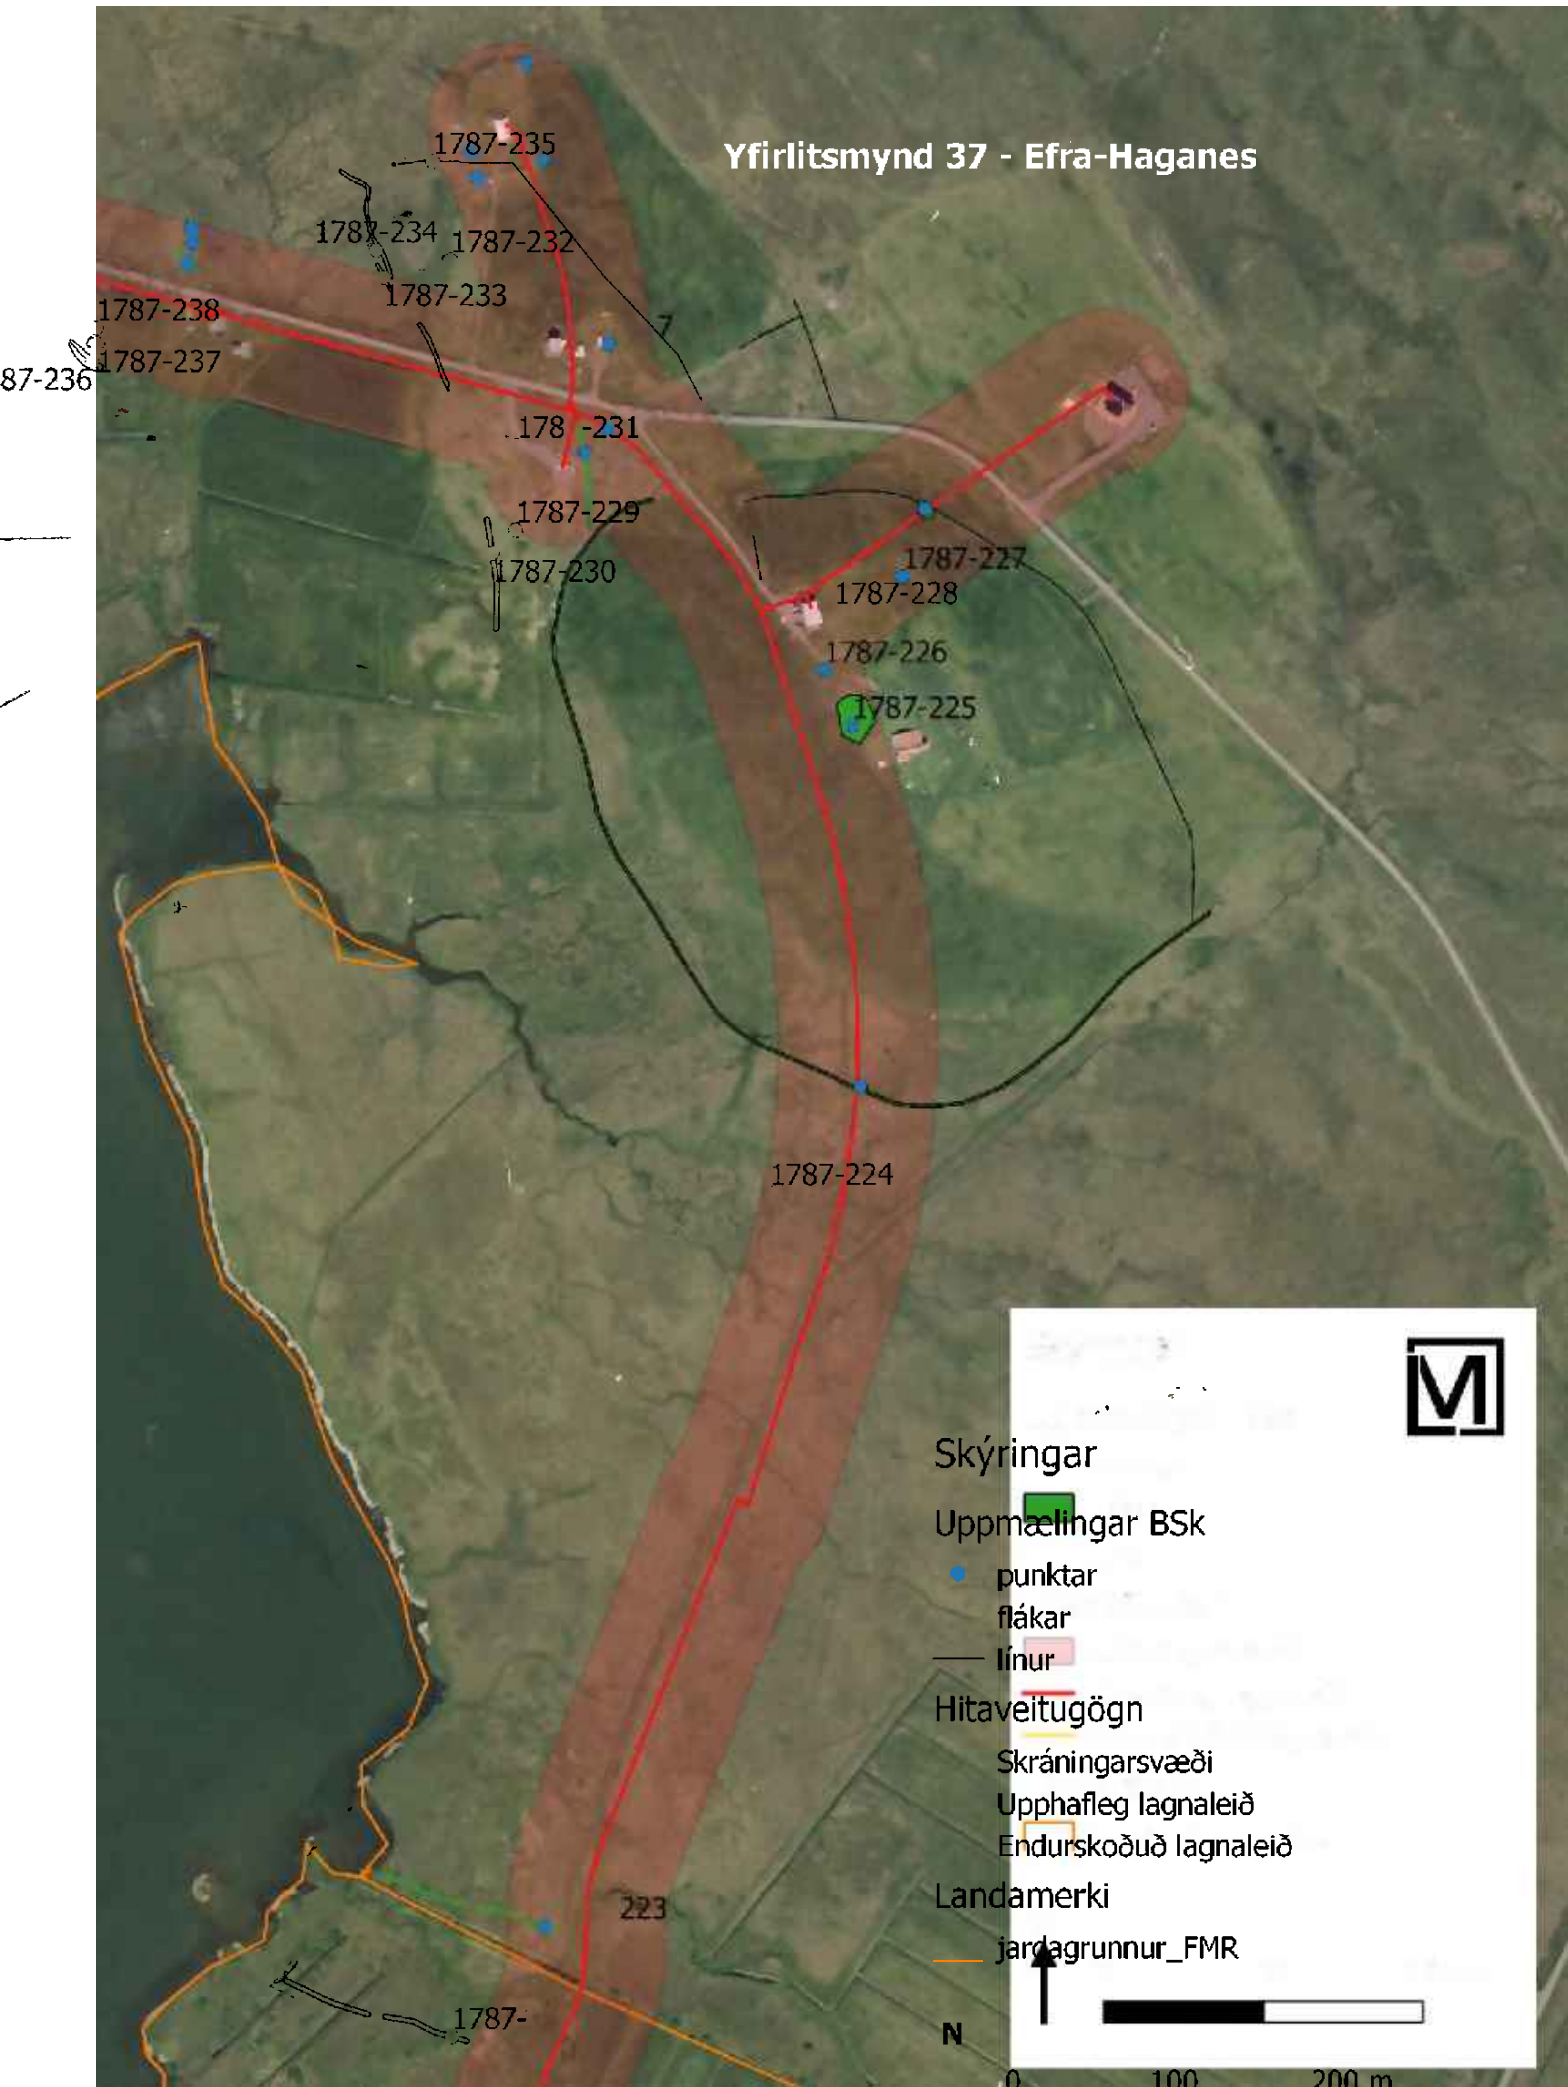 Yfirlitsmynd 37 - Efra-Haganes
1787-235
1787-234
1787-232
1787-233
1787-238
1787-237
87-236
7
178 -231
1787-229
1787-230
1787-227
1787-228
1787-226
1787-225
1787-224
223
1787-
M
Skýringar
Uppmælingar BSk
punktar
flákar
línur
Hitaveitugögn
Skráningarsvæði
Upphafleg lagnaleið
Endurskoðuð lagnaleið
Landamerki
jardagrunnur_FMR
N
0 100 200 m